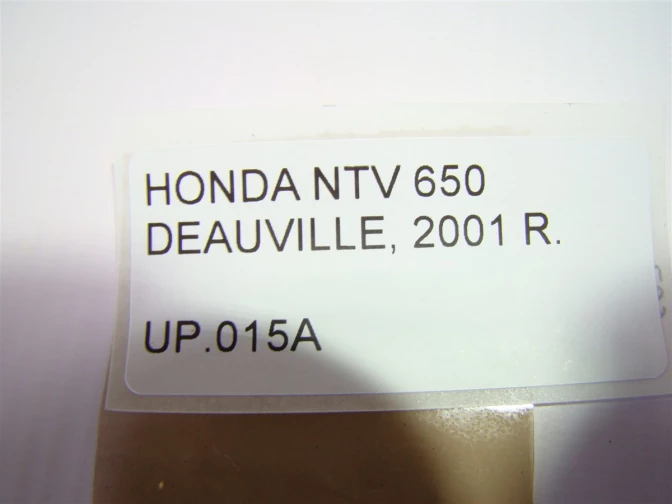 HONDA NTV 650
DEAUVILLE, 2001 R.
UP.015A